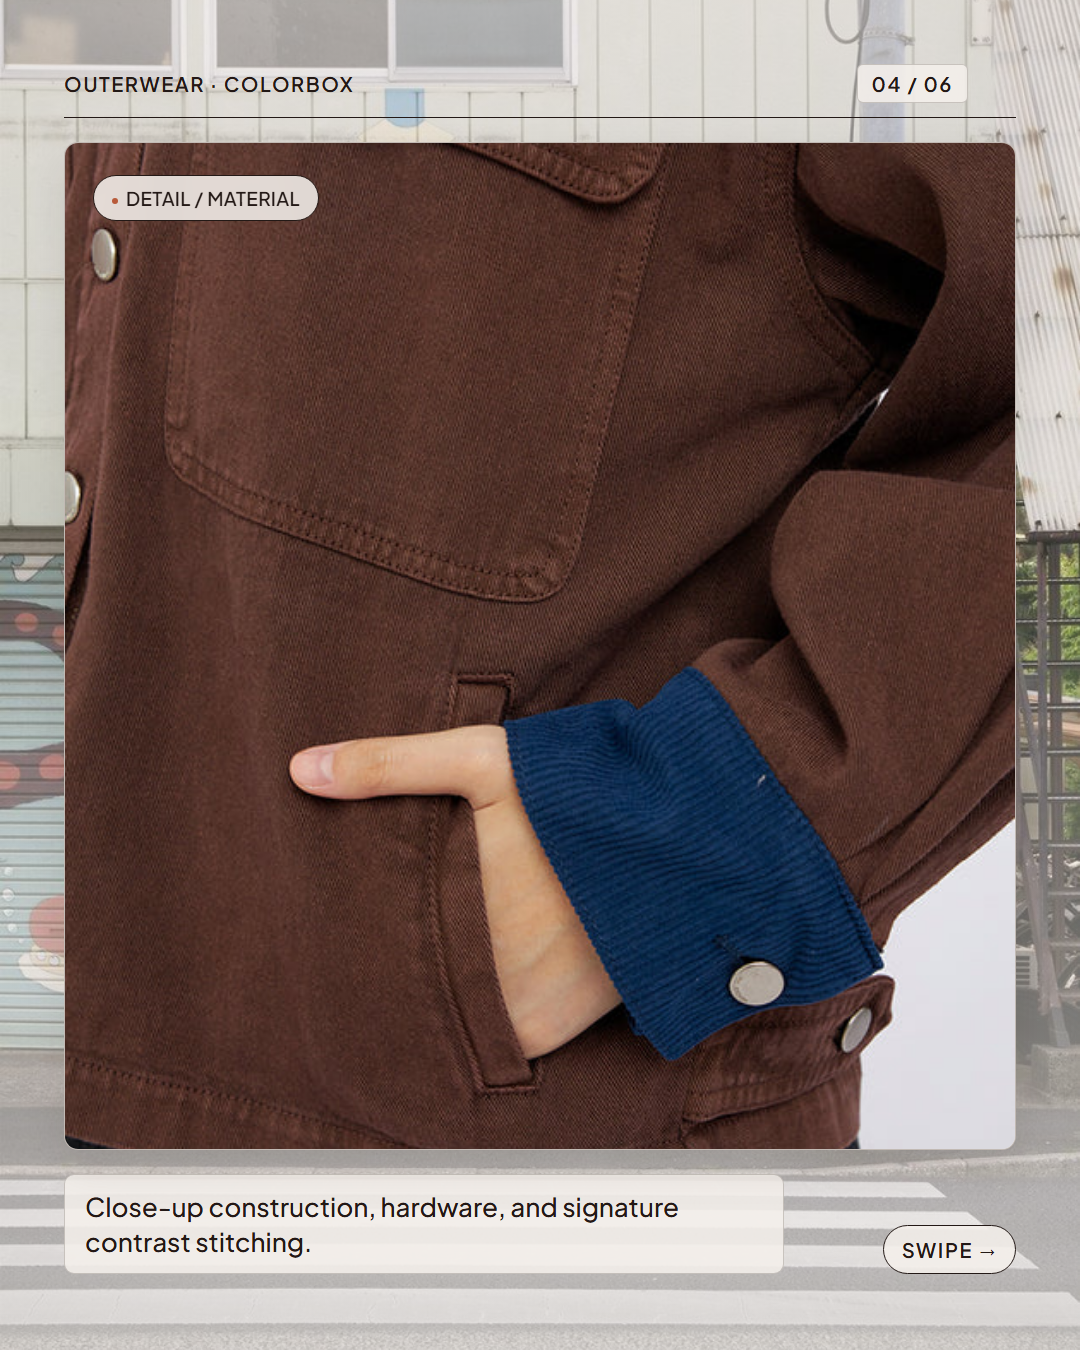 OUTERWEAR · COLORBOX
04 / 06
• DETAIL / MATERIAL
Close-up construction, hardware, and signature
contrast stitching.
SWIPE →